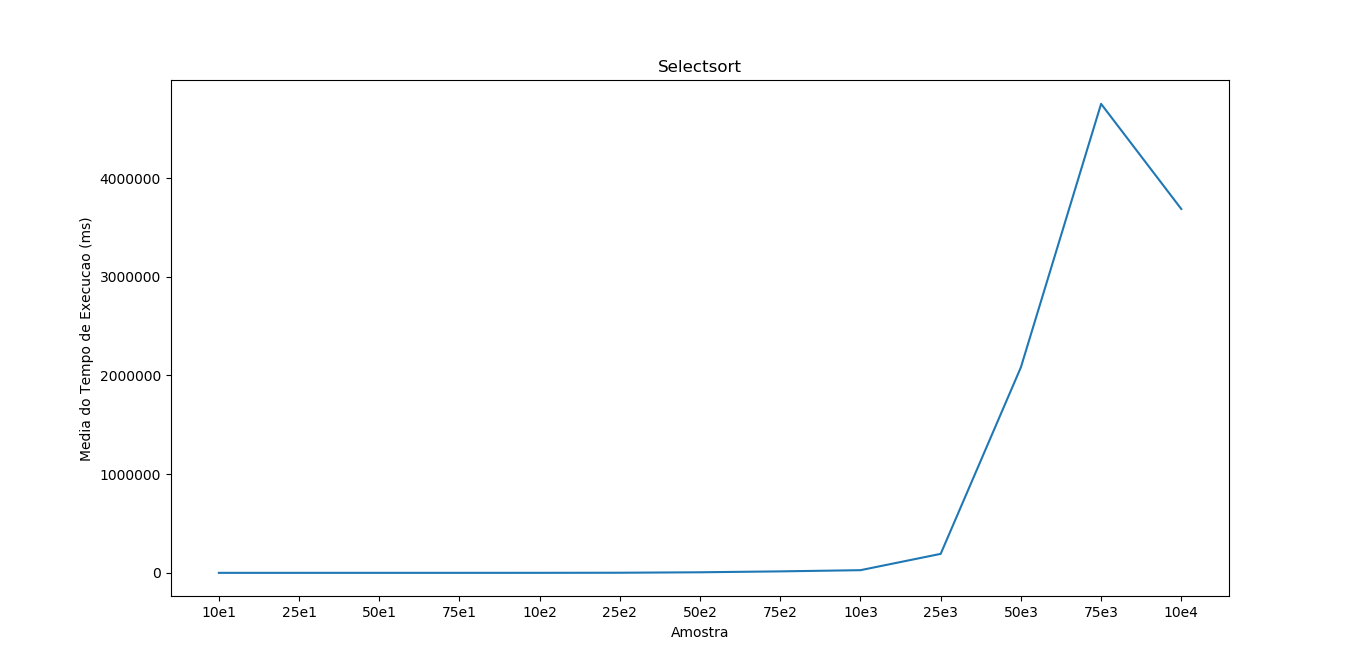 Selectsort
Media do Tempo de Execucao (ms)
4000000
3000000
2000000
1000000
0
10e1 25e1 50e1 75e1 10e2 25e2 50e2 75e2 10e3 25e3 50e3 75e3 10e4
Amostra